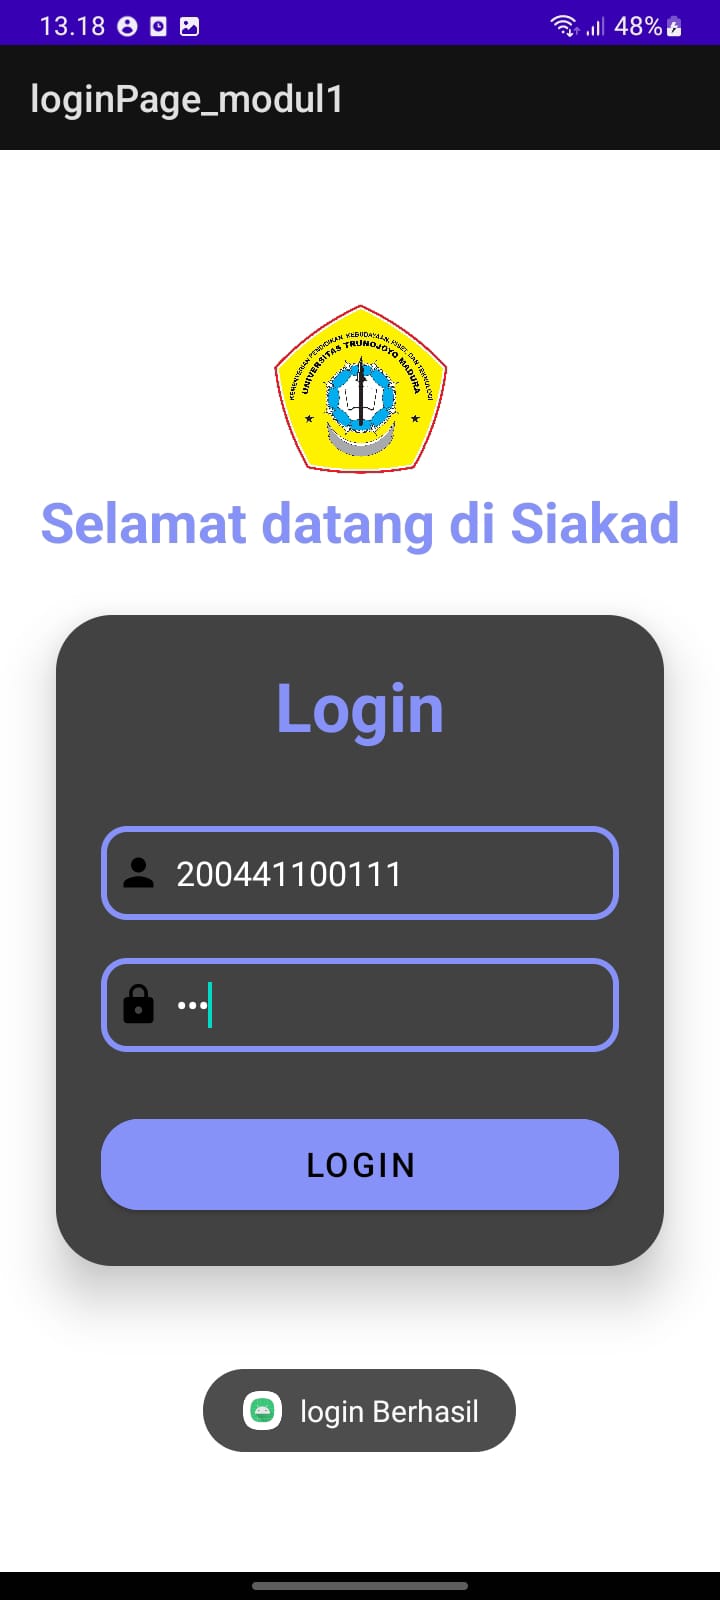 13.18
48%
loginPage_modul1
KEMENTERIAN PENDIDIKAN, KEBUDAYAAN, RISET, DAN TEKNOLOGI
UNIVERSITAS TRUNOJOYO MADURA
Selamat datang di Siakad
Login
200441100111
•••
LOGIN
login Berhasil